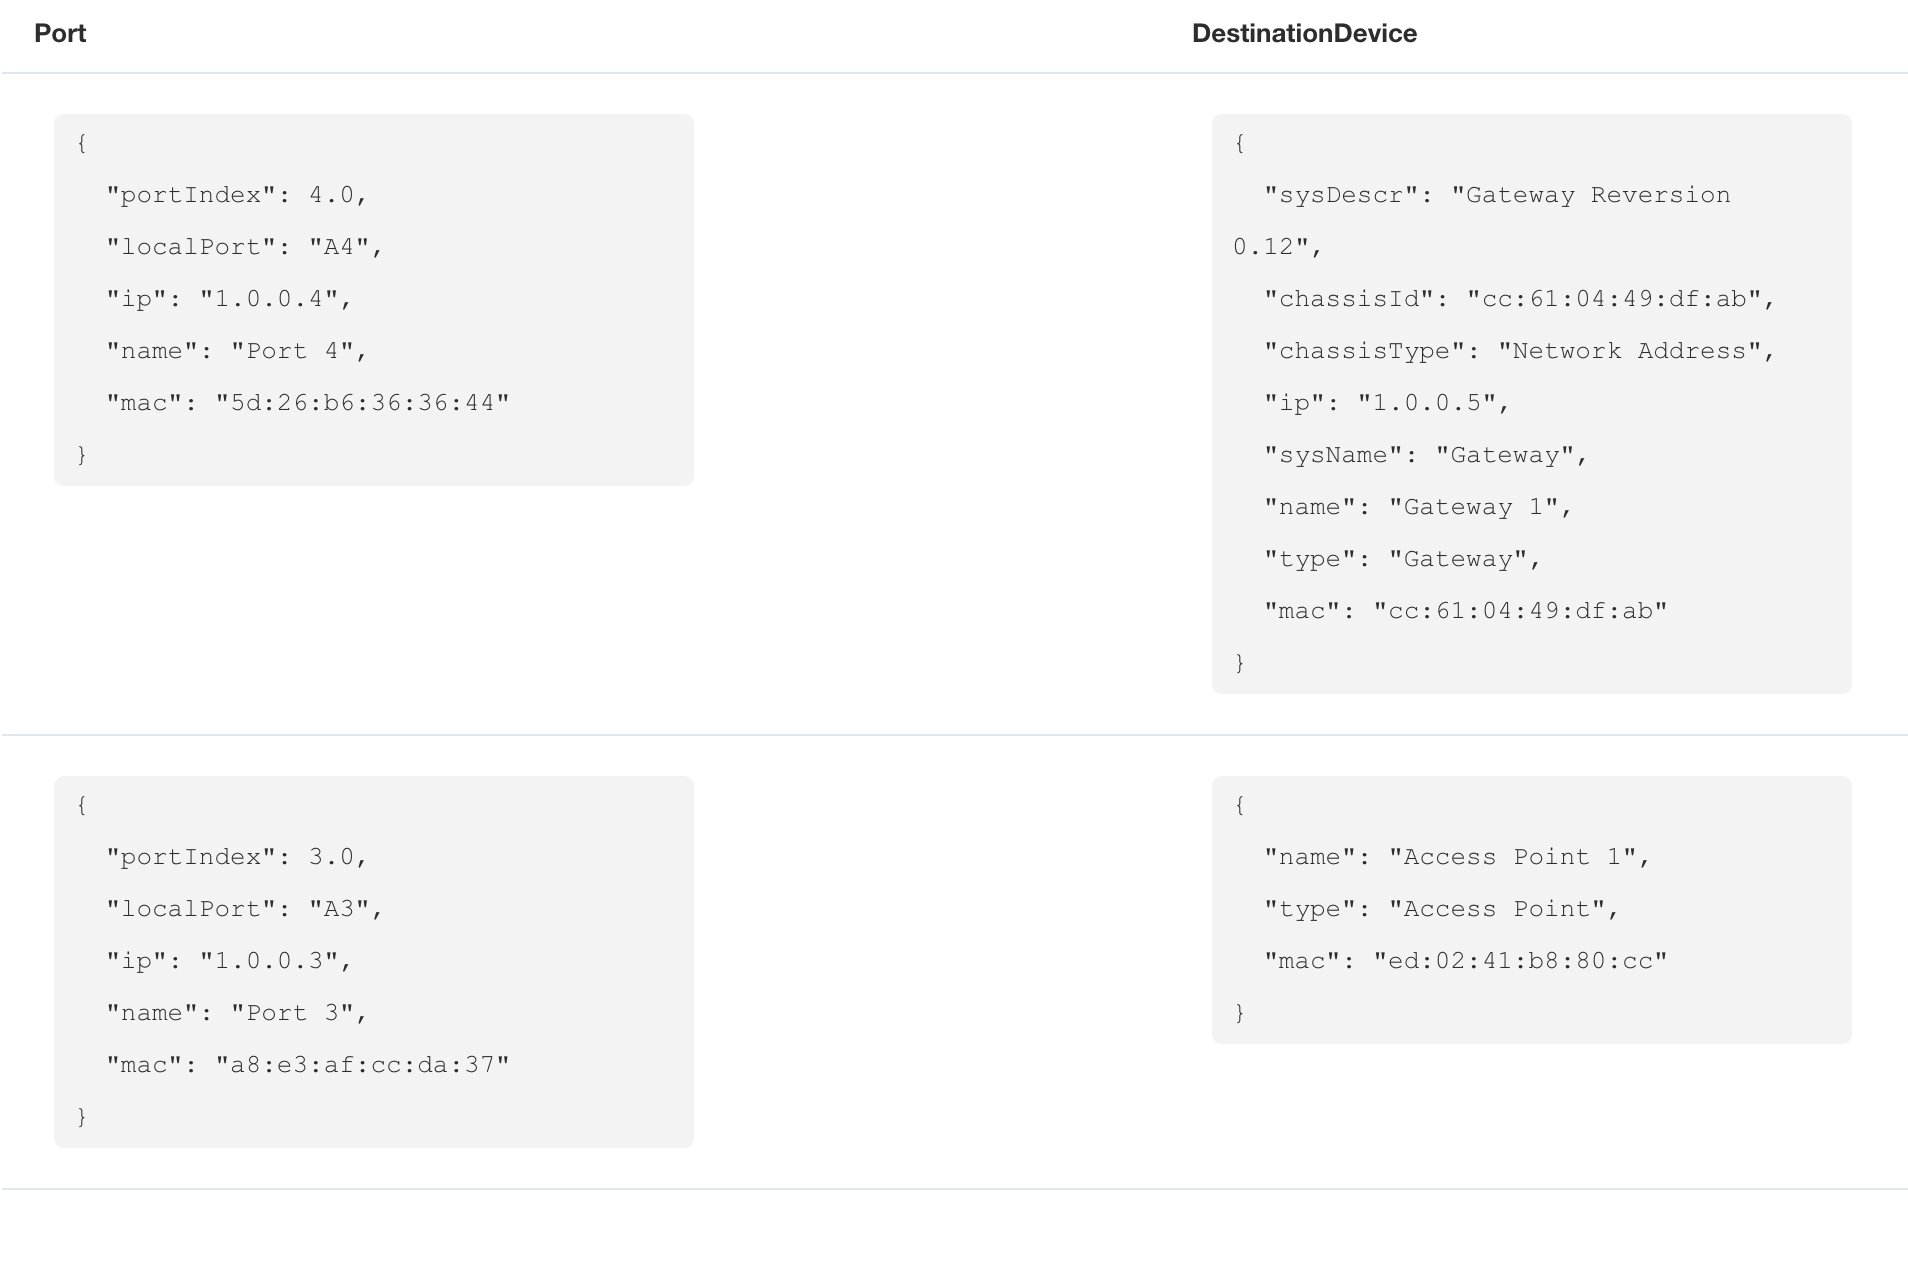 Port
DestinationDevice
{
"portIndex": 4.0,
"localPort": "A4",
"ip": "1.0.0.4",
"name": "Port 4",
"mac": "5d:26:b6:36:36:44"
}
{
"sysDescr": "Gateway Reversion
0.12",
"chassisId": "cc:61:04:49:df:ab",
"chassisType": "Network Address",
"ip": "1.0.0.5",
"sysName": "Gateway",
"name": "Gateway 1",
"type": "Gateway",
"mac": "cc:61:04:49:df:ab"
}
{
"portIndex": 3.0,
"localPort": "A3",
"ip": "1.0.0.3",
"name": "Port 3",
"mac": "a8:e3:af:cc:da:37"
}
{
"name": "Access Point 1",
"type": "Access Point",
"mac": "ed:02:41:b8:80:cc"
}